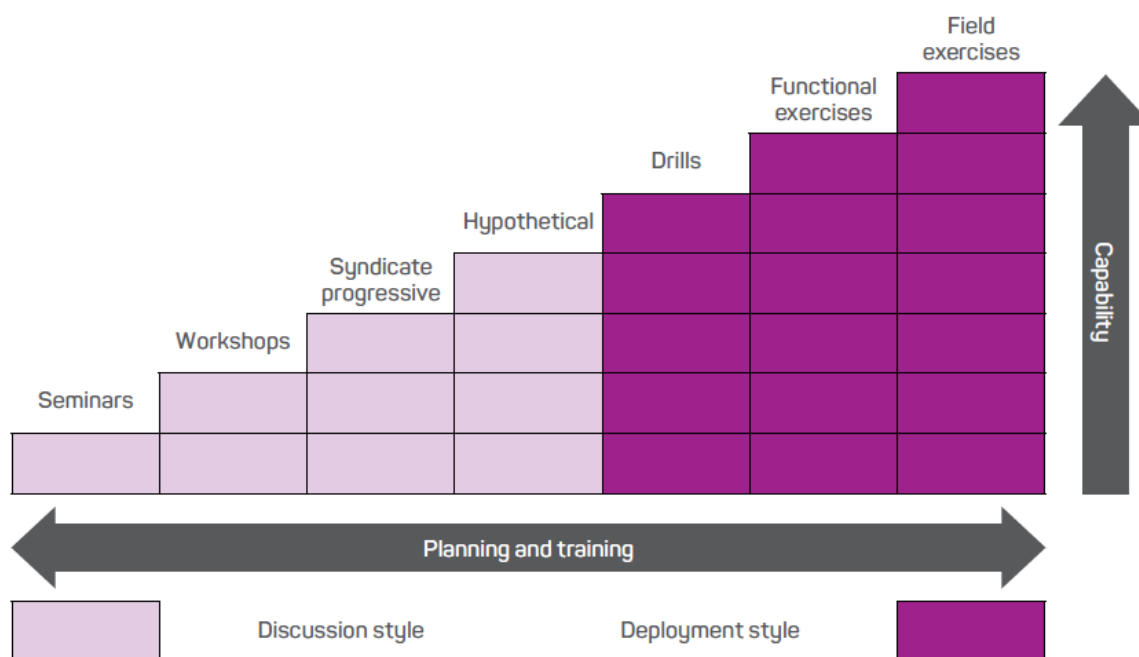 Field
exercises
Functional
exercises
Drills
Hypothetical
Syndicate
progressive
Workshops
Seminars
Capability
Planning and training
Discussion style
Deployment style